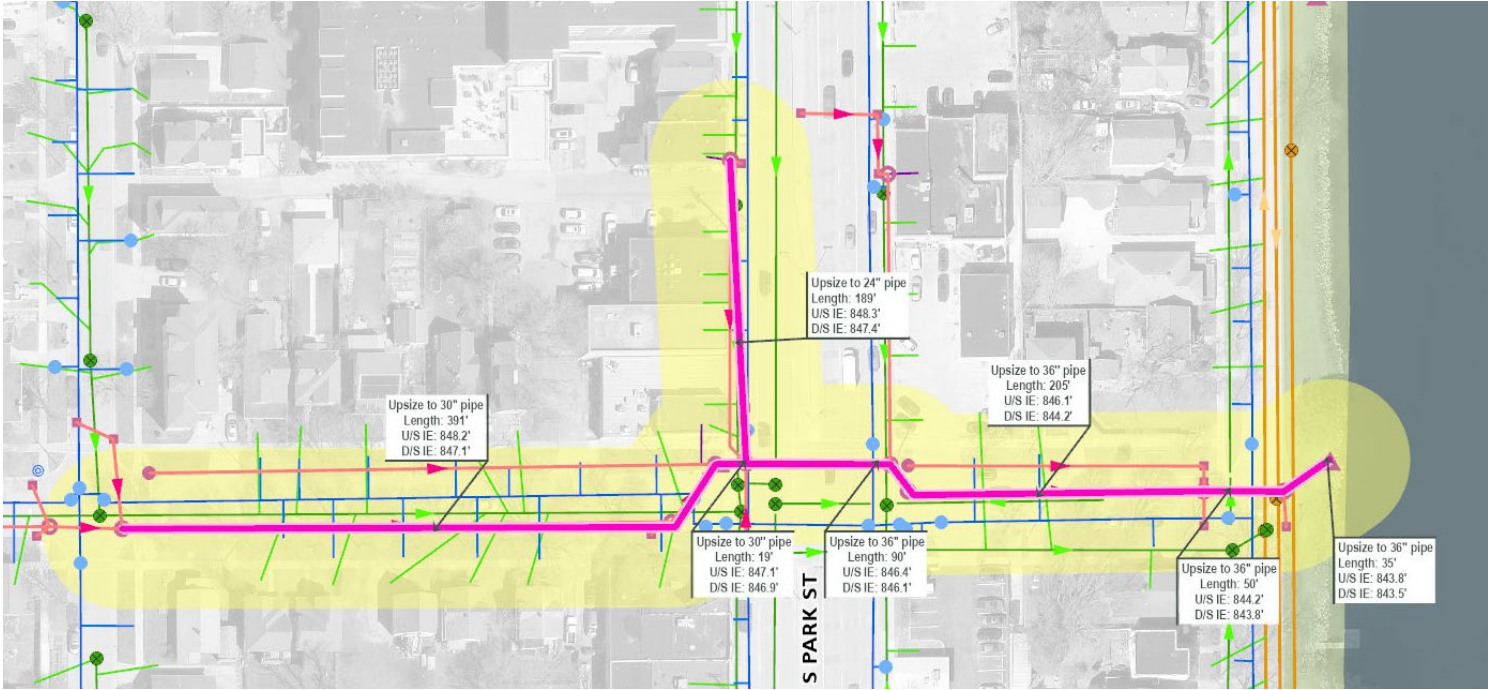 Upsize to 24" pipe
Length: 189'
U/S IE: 848.3'
D/S IE: 847.4'
Upsize to 36" pipe
Length: 205'
U/S IE: 846.1'
D/S IE: 844.2'
Upsize to 30" pipe
Length: 391'
U/S IE: 848.2'
D/S IE: 847.1'
Upsize to 30" pipe
Length: 19'
U/S IE: 847.1'
D/S IE: 846.9'
S PARK ST
Upsize to 36" pipe
Length: 90'
U/S IE: 846.4'
D/S IE: 846.1'
Upsize to 36" pipe
Length: 50'
U/S IE: 844.2'
D/S IE: 843.8'
Upsize to 36" pipe
Length: 35'
U/S IE: 843.8'
D/S IE: 843.5'